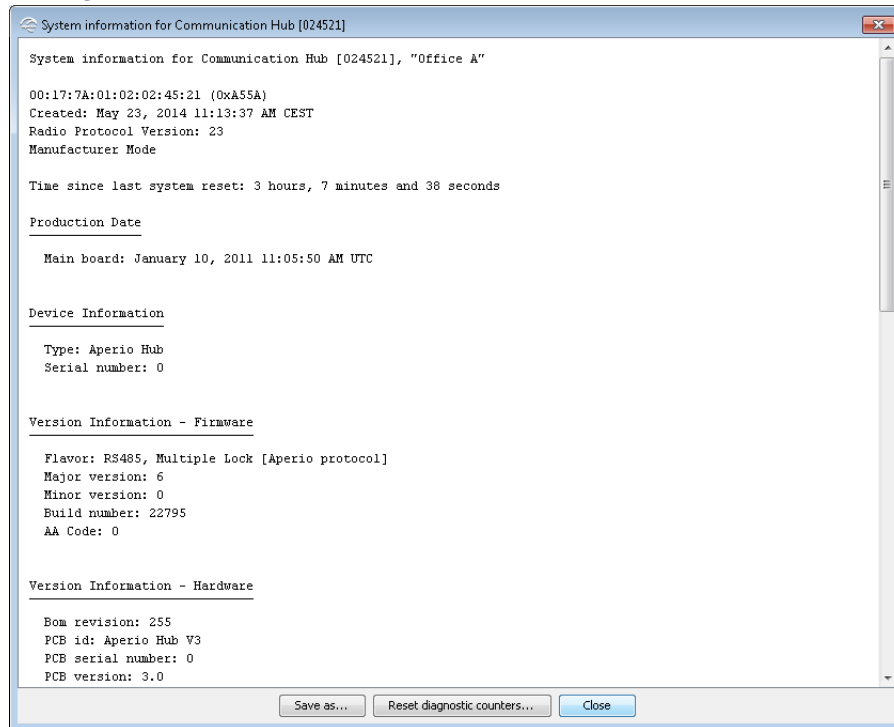 System information for Communication Hub [024521]
System information for Communication Hub [024521], "Office A"
00:17:7A:01:02:02:45:21 (0xA55A)
Created: May 23, 2014 11:13:37 AM CEST
Radio Protocol Version: 23
Manufacturer Mode
Time since last system reset: 3 hours, 7 minutes and 38 seconds
Production Date
Main board: January 10, 2011 11:05:50 AM UTC
Device Information
Type: Aperio Hub
Serial number: 0
Version Information - Firmware
Flavor: RS485, Multiple Lock [Aperio protocol]
Major version: 6
Minor version: 0
Build number: 22795
AA Code: 0
Version Information - Hardware
Bom revision: 255
PCB id: Aperio Hub V3
PCB serial number: 0
PCB version: 3.0
Save as... Reset diagnostic counters... Close